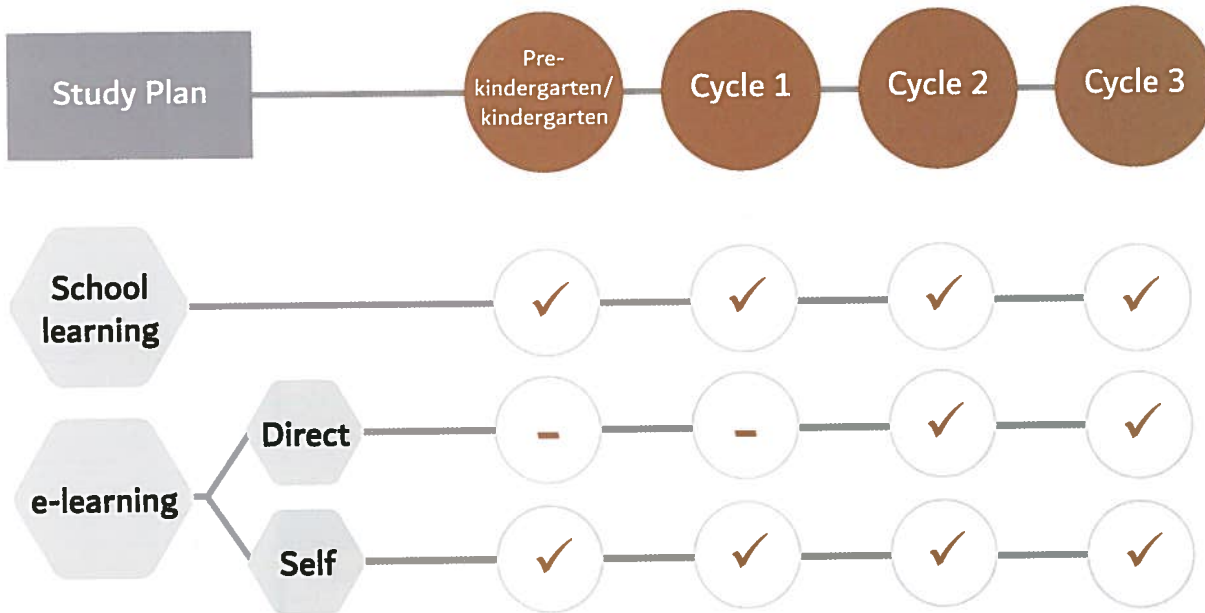 Study Plan
Pre-
kindergarten/
kindergarten
Cycle 1
Cycle 2
Cycle 3
School
learning
✓
✓
✓
✓
e-learning
Direct
-
-
✓
✓
Self
✓
✓
✓
✓